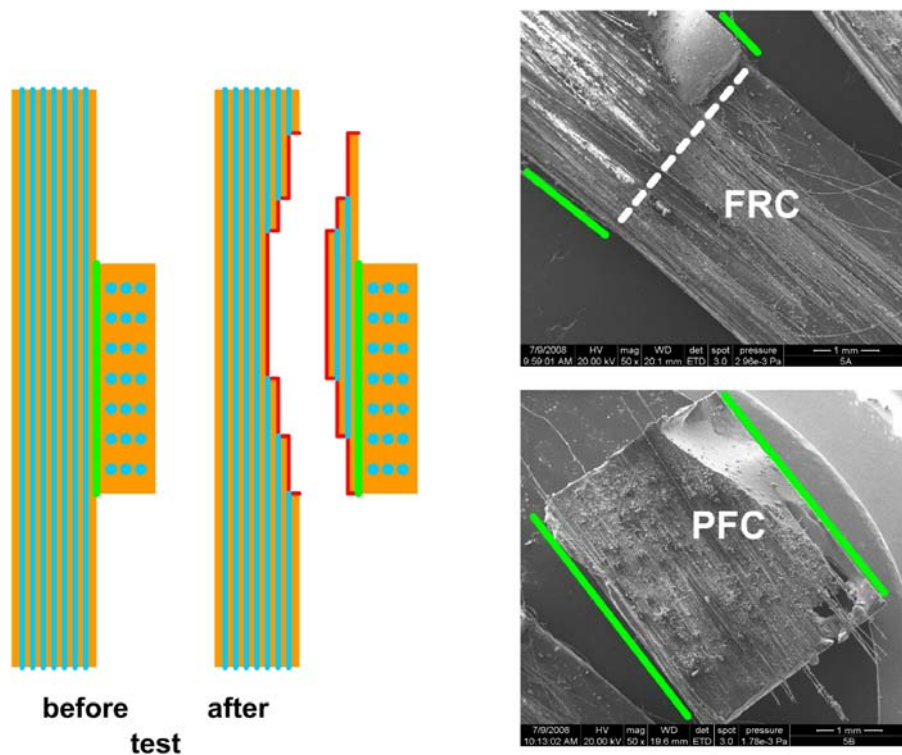 before
after
test
FRC
7/9/2008 HV mag WD det spot pressure 1 mm
9:59:01 AM 20.00 kV 50 x 20.1 mm ETD 3.0 2.96e-3 Pa 5A
PFC
7/9/2008 HV mag WD det spot pressure 1 mm
10:13:02 AM 20.00 kV 50 x 19.6 mm ETD 3.0 1.78e-3 Pa 5B